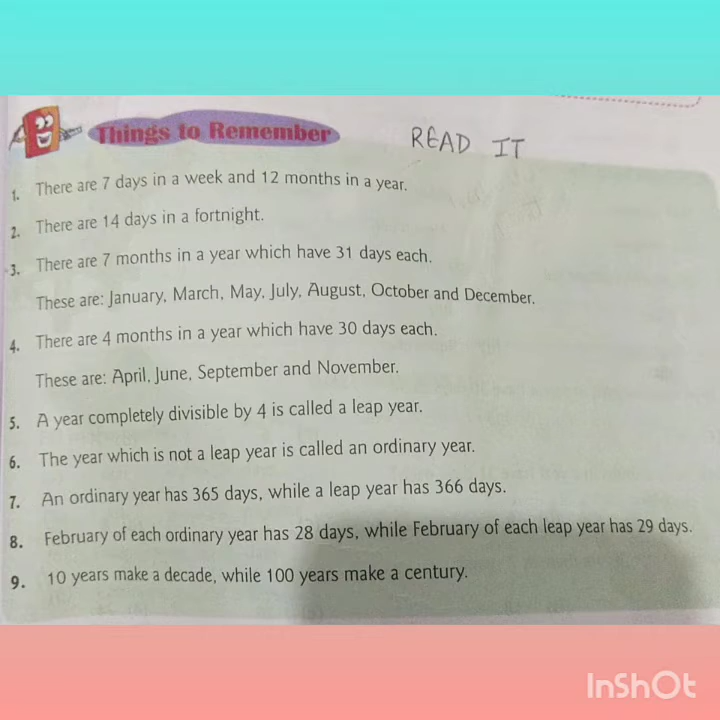 Things to Remember
READ IT
1. There are 7 days in a week and 12 months in a year.
2. There are 14 days in a fortnight.
3. There are 7 months in a year which have 31 days each.
These are: January, March, May, July, August, October and December.
4. There are 4 months in a year which have 30 days each.
These are: April, June, September and November.
5. A year completely divisible by 4 is called a leap year.
6. The year which is not a leap year is called an ordinary year.
7. An ordinary year has 365 days, while a leap year has 366 days.
8. February of each ordinary year has 28 days, while February of each leap year has 29 days.
9. 10 years make a decade, while 100 years make a century.
InShOt